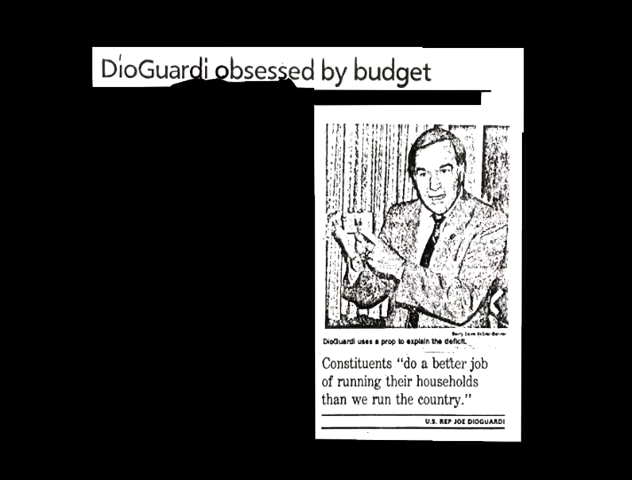 DioGuardi obsessed by budget
DioGuardi uses a prop to explain the deficit.
Constituents “do a better job
of running their households
than we run the country.”
U.S. REP JOE DIOGUARDI